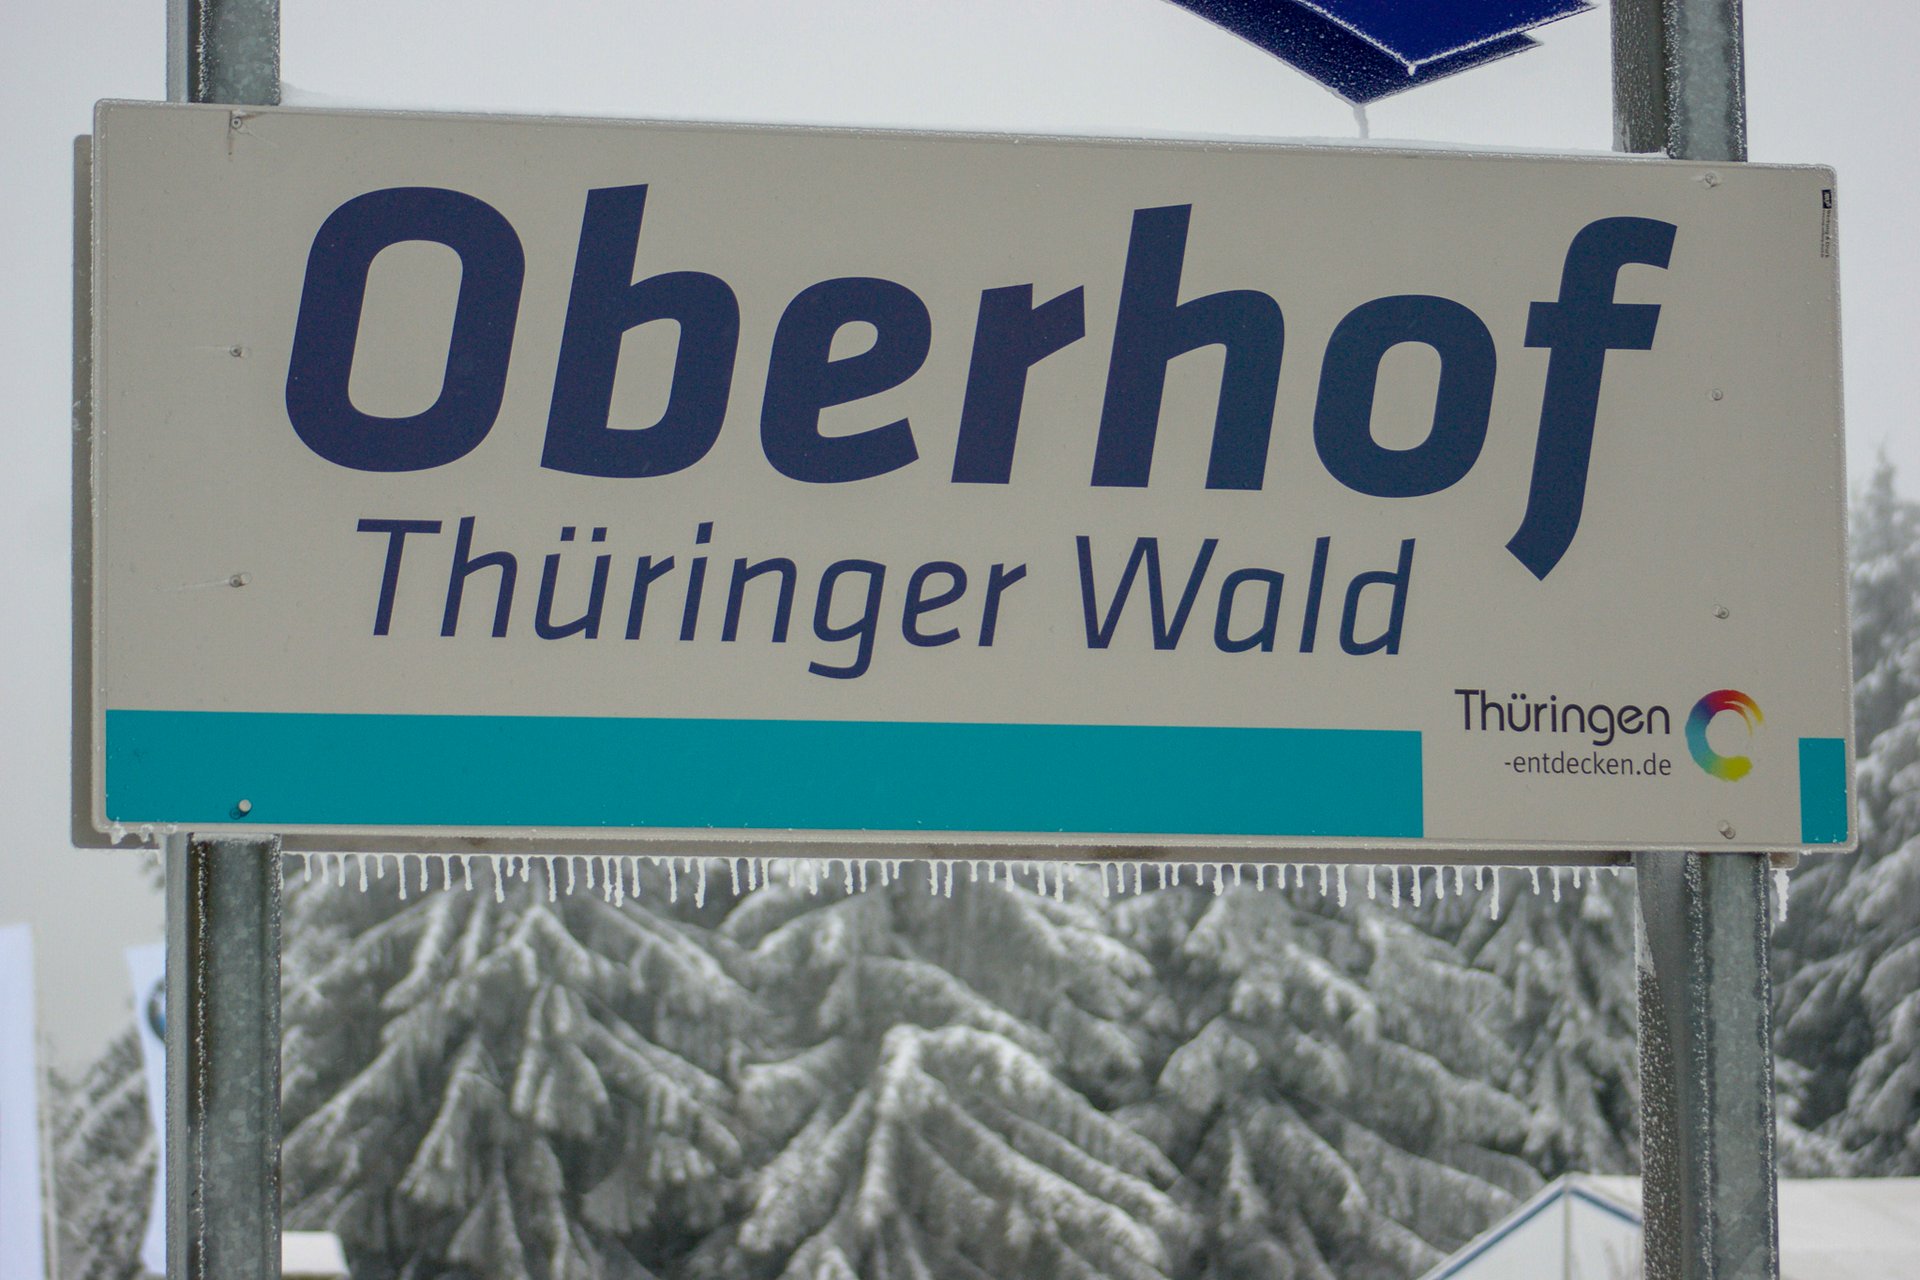 Oberhof
Thüringer Wald
Thüringen
-entdecken.de